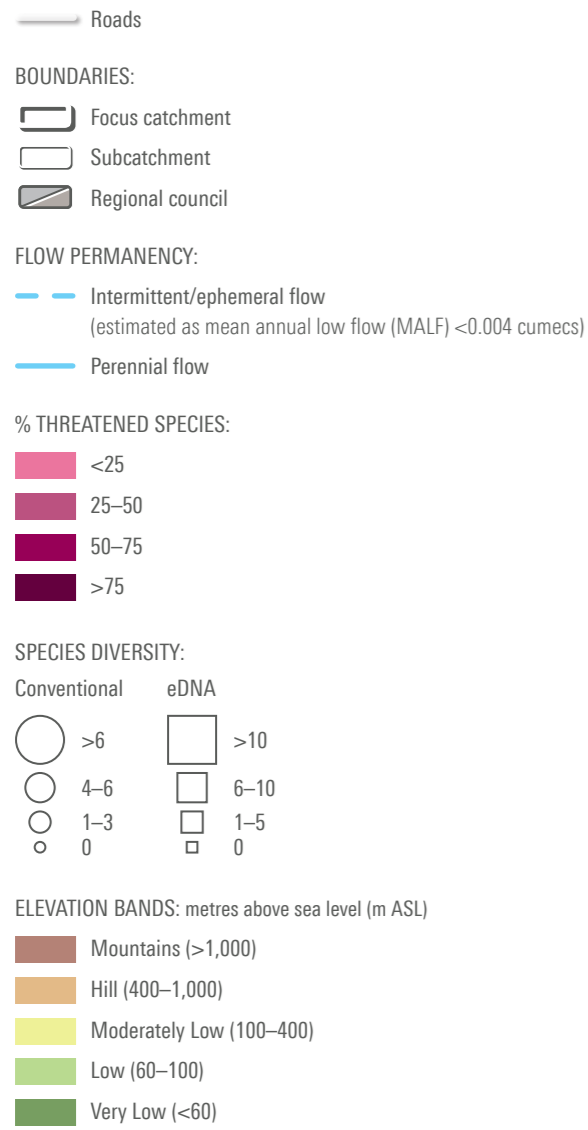 Roads
BOUNDARIES:
Focus catchment
Subcatchment
Regional council
FLOW PERMANENCY:
Intermittent/ephemeral flow
(estimated as mean annual low flow (MALF) <0.004 cumecs)
Perennial flow
% THREATENED SPECIES:
<25
25–50
50–75
>75
SPECIES DIVERSITY:
Conventional eDNA
>6 >10
4–6 6–10
1–3 1–5
0 0
ELEVATION BANDS: metres above sea level (m ASL)
Mountains (>1,000)
Hill (400–1,000)
Moderately Low (100–400)
Low (60–100)
Very Low (<60)